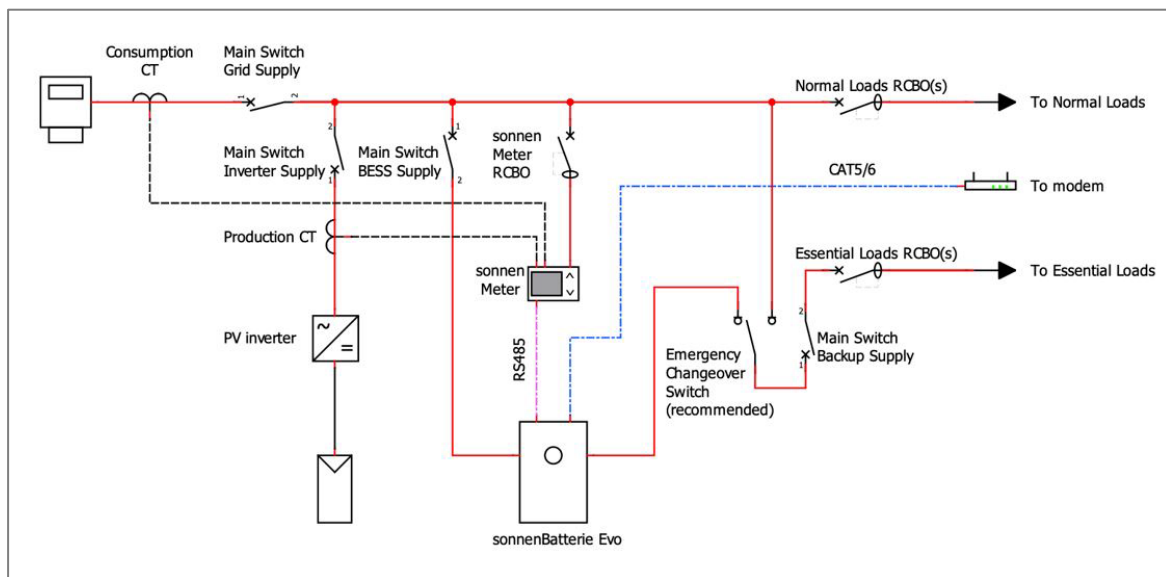 Consumption
CT
Main Switch
Grid Supply
1
2
Normal Loads RCBO(s)
To Normal Loads
2
Main Switch
Inverter Supply
1
Main Switch
BESS Supply
1
2
sonnen
Meter
RCBO
CAT5/6
To modem
Production CT
sonnen
Meter
Essential Loads RCBO(s)
To Essential Loads
PV inverter
RS485
Emergency
Changeover
Switch
(recommended)
2
Main Switch
Backup Supply
1
sonnenBatterie Evo